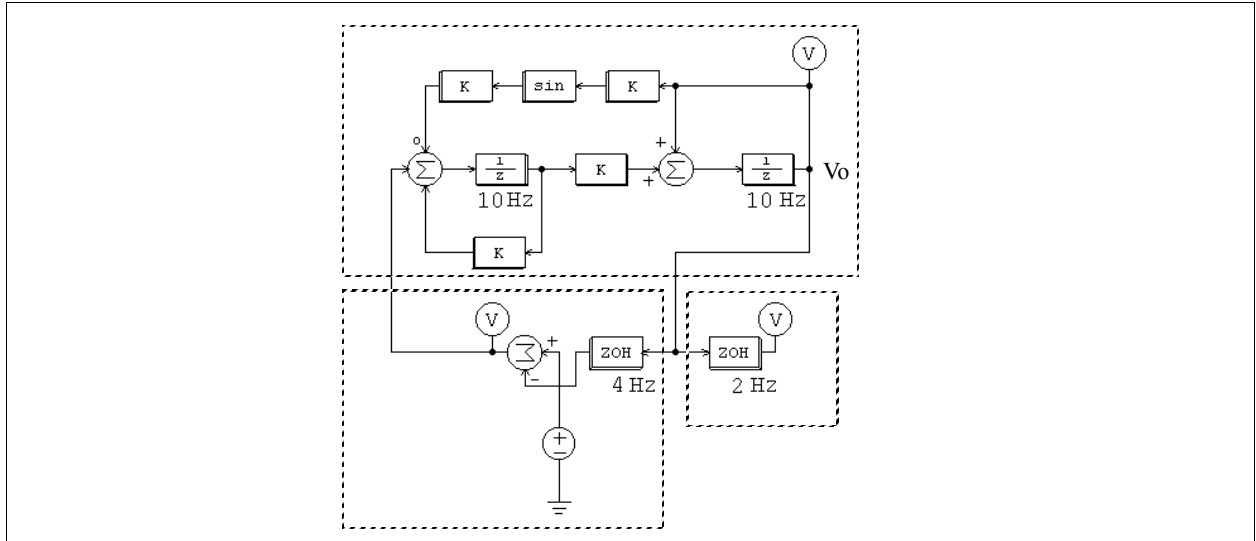 V
K sin K
o +
Σ 1/z K + Σ 1/z Vo
10 Hz 10 Hz
K
V V
Σ + ZOH ZOH
- 4 Hz 2 Hz
+
-